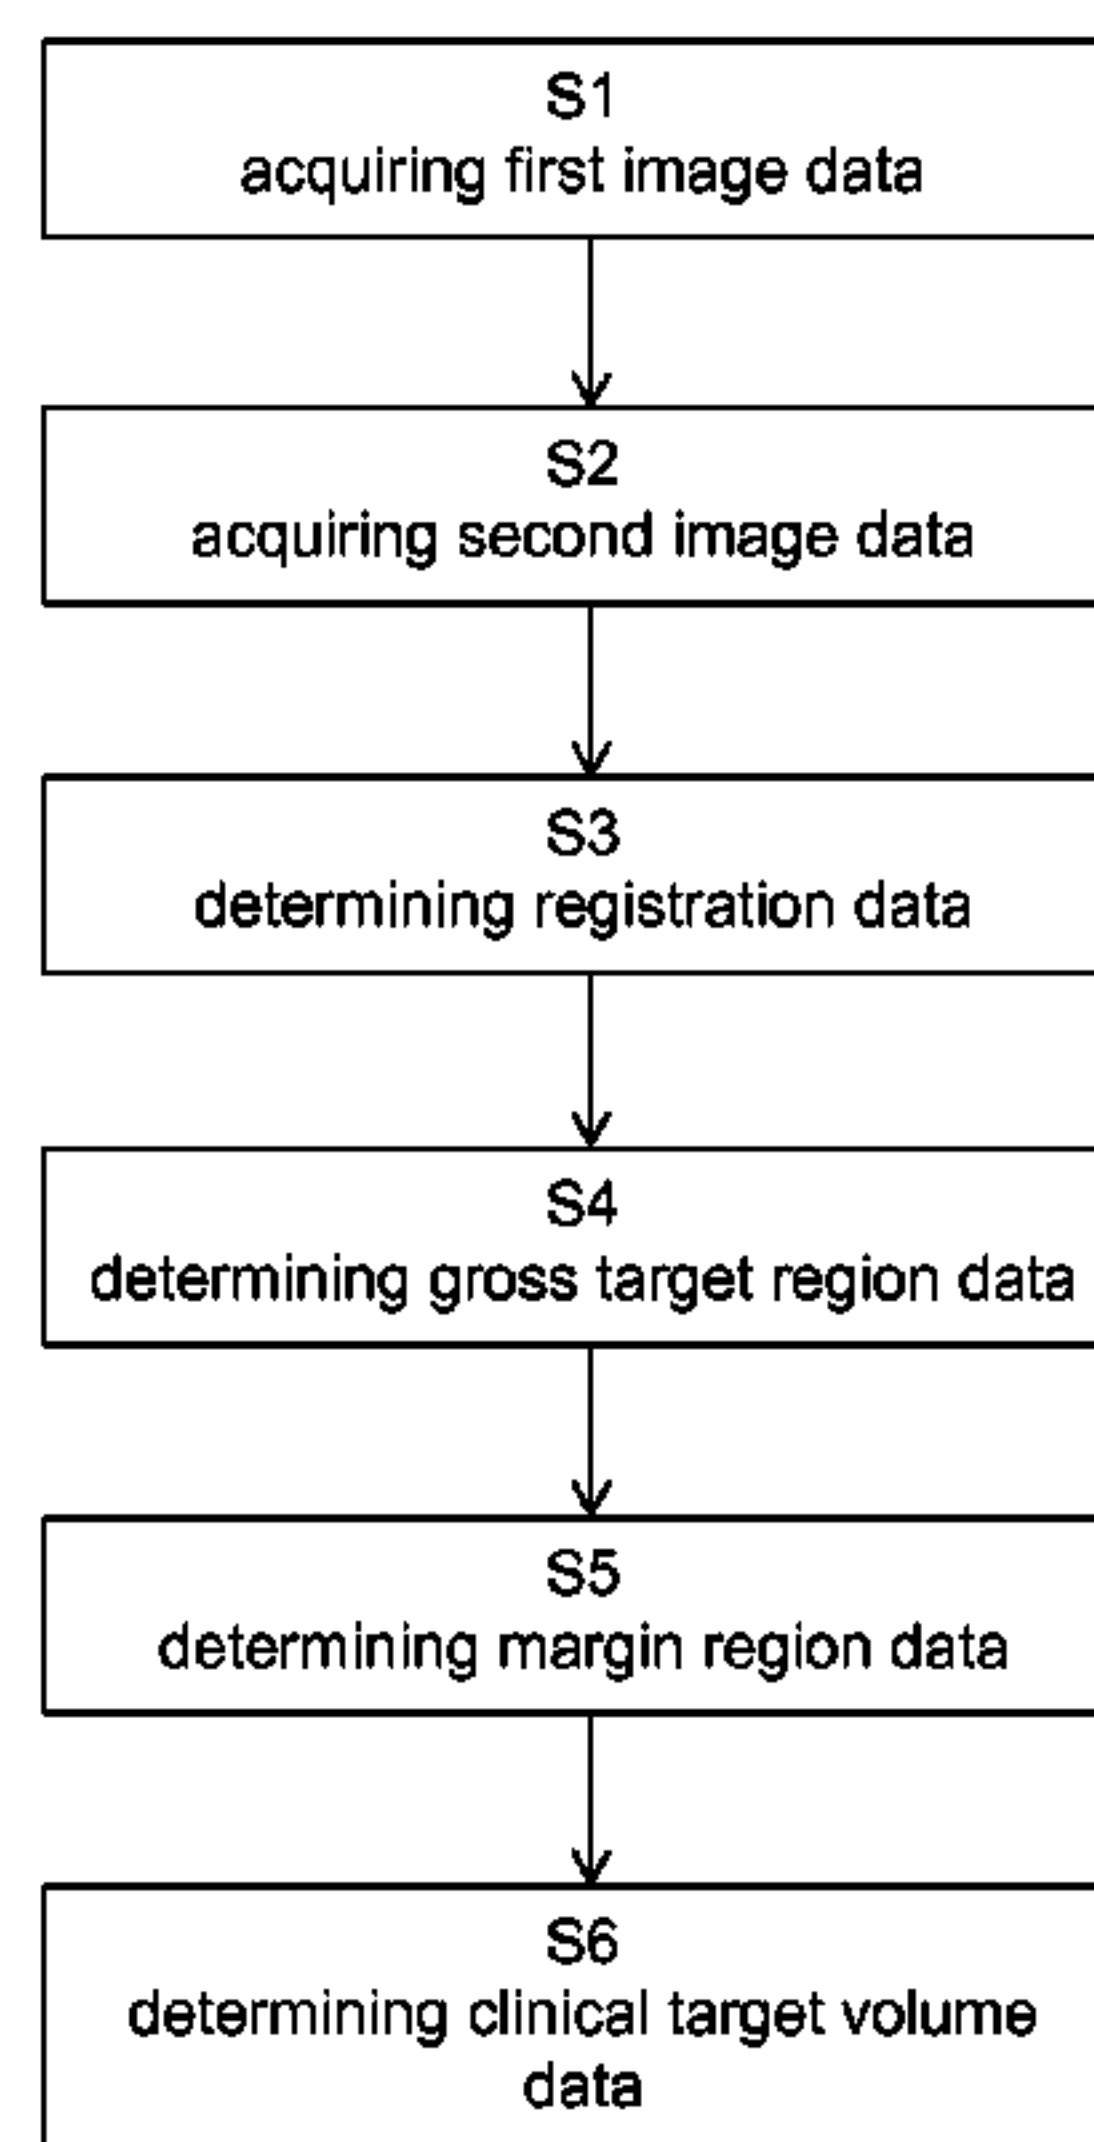 S1
acquiring first image data
S2
acquiring second image data
S3
determining registration data
S4
determining gross target region data
S5
determining margin region data
S6
determining clinical target volume
data